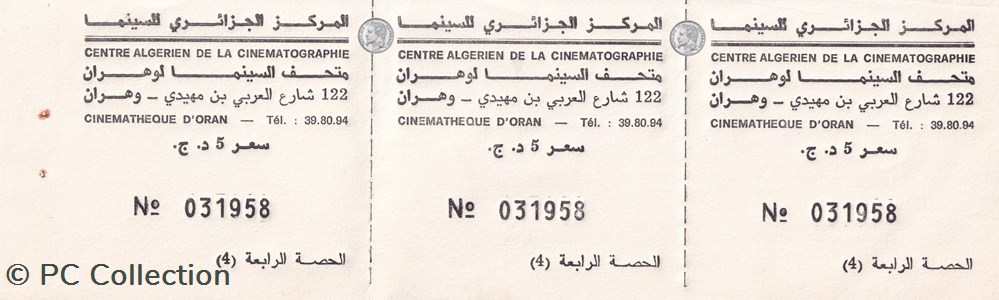 المركز الجزائري للسينما
CENTRE ALGERIEN DE LA CINEMATOGRAPHIE
متحف السينما لوهران
122 شارع العربي بن مهيدي - وهران
CINEMATHEQUE D'ORAN — Tél. : 39.80.94
سعر 5 د. ج.
Nº 031958
الحصة الرابعة (4)
المركز الجزائري للسينما
CENTRE ALGERIEN DE LA CINEMATOGRAPHIE
متحف السينما لوهران
122 شارع العربي بن مهيدي - وهران
CINEMATHEQUE D'ORAN — Tél. : 39.80.94
سعر 5 د. ج.
Nº 031958
الحصة الرابعة (4)
المركز الجزائري للسينما
CENTRE ALGERIEN DE LA CINEMATOGRAPHIE
متحف السينما لوهران
122 شارع العربي بن مهيدي - وهران
CINEMATHEQUE D'ORAN — Tél. : 39.80.94
سعر 5 د. ج.
Nº 031958
الحصة الرابعة (4)
© PC Collection